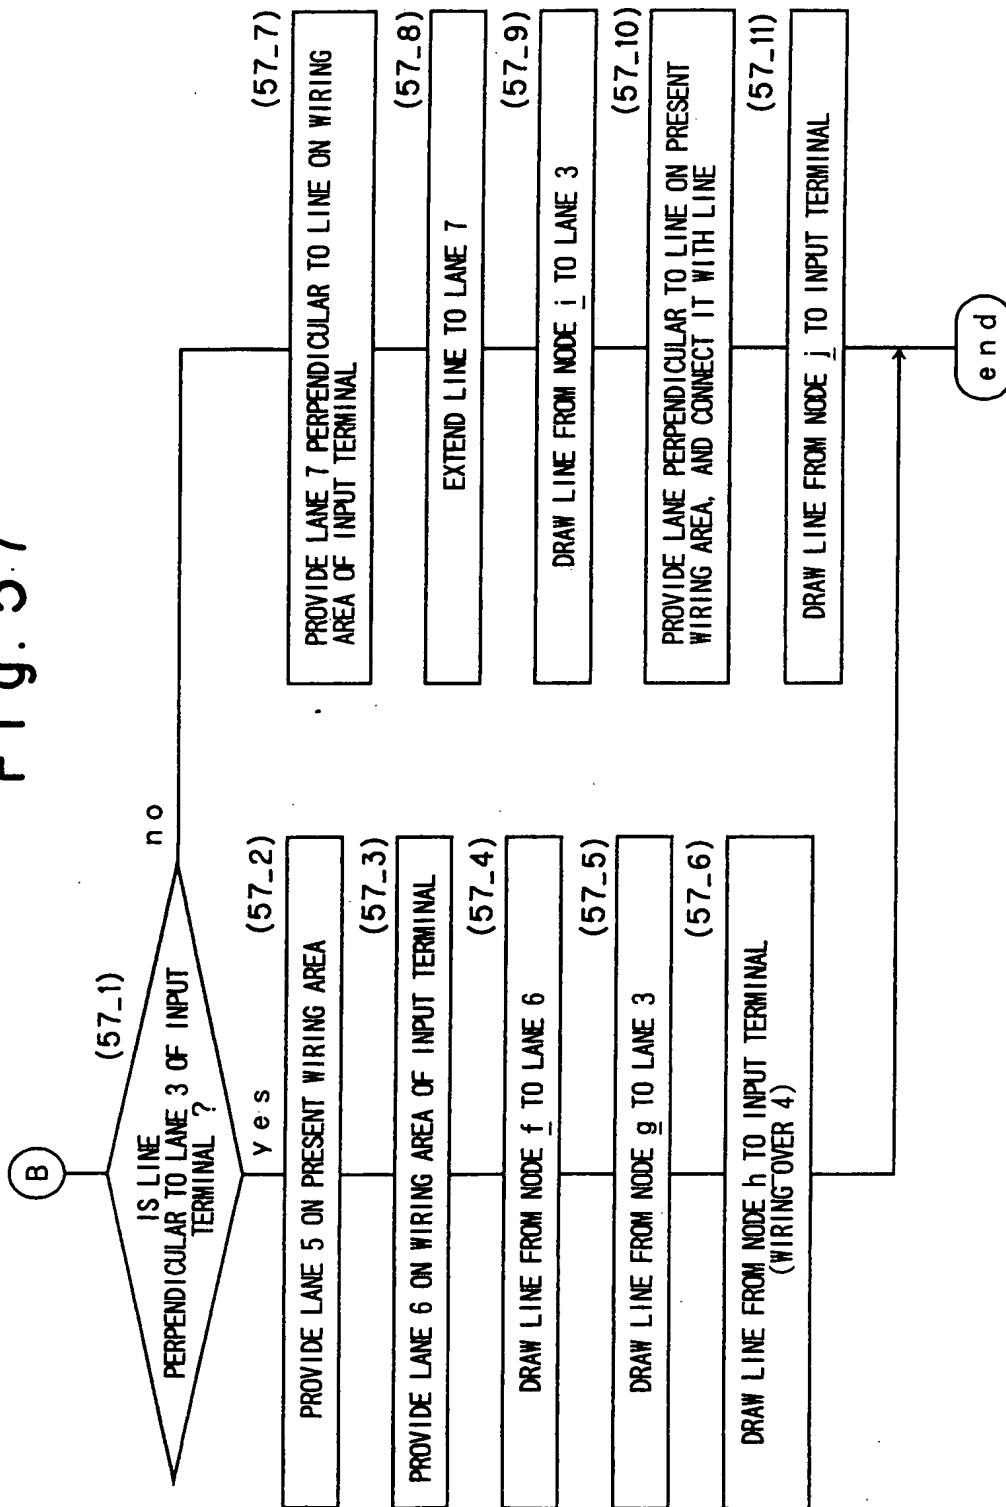 Fig. 57
B
(57_1)
IS LINE
PERPENDICULAR TO LANE 3 OF INPUT
TERMINAL ?
no
yes
(57_2)
PROVIDE LANE 5 ON PRESENT WIRING AREA
(57_3)
PROVIDE LANE 6 ON WIRING AREA OF INPUT TERMINAL
(57_4)
DRAW LINE FROM NODE f TO LANE 6
(57_5)
DRAW LINE FROM NODE g TO LANE 3
(57_6)
DRAW LINE FROM NODE h TO INPUT TERMINAL
(WIRING OVER 4)
(57_7)
PROVIDE LANE 7 PERPENDICULAR TO LINE ON WIRING
AREA OF INPUT TERMINAL
(57_8)
EXTEND LINE TO LANE 7
(57_9)
DRAW LINE FROM NODE i TO LANE 3
(57_10)
PROVIDE LANE PERPENDICULAR TO LINE ON PRESENT
WIRING AREA, AND CONNECT IT WITH LINE
(57_11)
DRAW LINE FROM NODE j TO INPUT TERMINAL
end